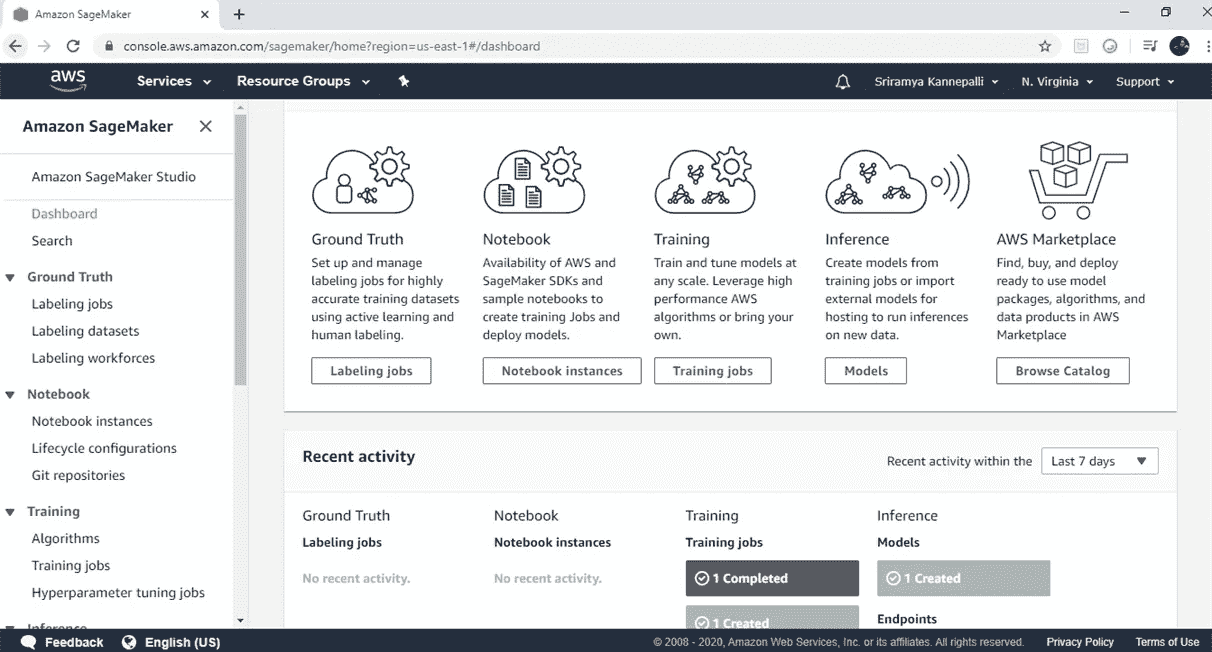 Amazon SageMaker
console.aws.amazon.com/sagemaker/home?region=us-east-1#/dashboard
aws Services Resource Groups Sriramya Kannepalli N. Virginia Support
Amazon SageMaker
Amazon SageMaker Studio
Dashboard
Search
Ground Truth
Labeling jobs
Labeling datasets
Labeling workforces
Notebook
Notebook instances
Lifecycle configurations
Git repositories
Training
Algorithms
Training jobs
Hyperparameter tuning jobs
Inference
Ground Truth
Set up and manage
labeling jobs for highly
accurate training datasets
using active learning and
human labeling.
Labeling jobs
Notebook
Availability of AWS and
SageMaker SDKs and
sample notebooks to
create training Jobs and
deploy models.
Notebook instances
Training
Train and tune models at
any scale. Leverage high
performance AWS
algorithms or bring your
own.
Training jobs
Inference
Create models from
training jobs or import
external models for
hosting to run inferences
on new data.
Models
AWS Marketplace
Find, buy, and deploy
ready to use model
packages, algorithms, and
data products in AWS
Marketplace
Browse Catalog
Recent activity
Recent activity within the Last 7 days
Ground Truth
Labeling jobs
No recent activity.
Notebook
Notebook instances
No recent activity.
Training
Training jobs
1 Completed
1 Created
Inference
Models
1 Created
Endpoints
Feedback English (US) © 2008 - 2020, Amazon Web Services, Inc. or its affiliates. All rights reserved. Privacy Policy Terms of Use